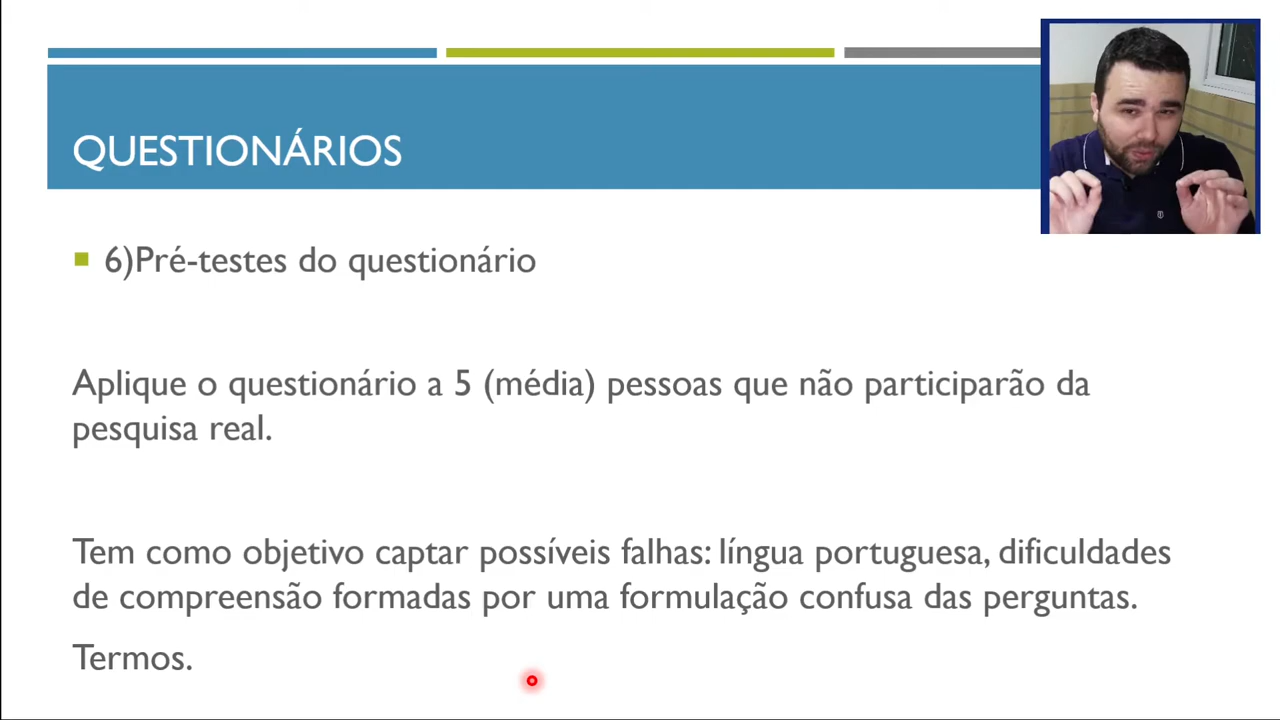 QUESTIONÁRIOS
6)Pré-testes do questionário
Aplique o questionário a 5 (média) pessoas que não participarão da
pesquisa real.
Tem como objetivo captar possíveis falhas: língua portuguesa, dificuldades
de compreensão formadas por uma formulação confusa das perguntas.
Termos.